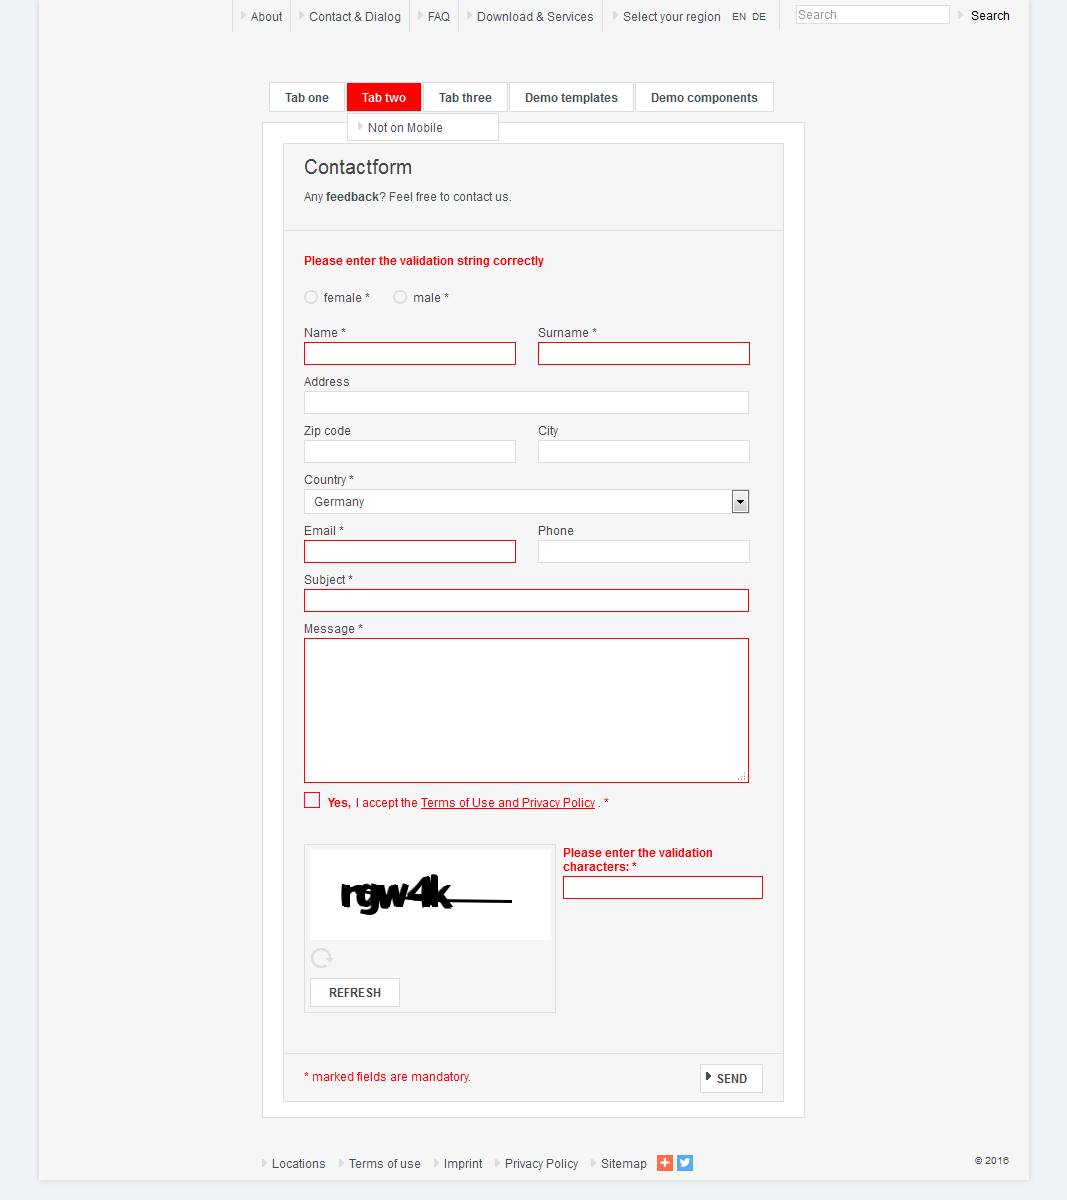 About
Contact & Dialog
FAQ
Download & Services
Select your region
EN DE
Search
Search
Tab one
Tab two
Tab three
Demo templates
Demo components
Not on Mobile
Contactform
Any feedback? Feel free to contact us.
Please enter the validation string correctly
female *
male *
Name *
Surname *
Address
Zip code
City
Country *
Germany
Email *
Phone
Subject *
Message *
Yes, I accept the Terms of Use and Privacy Policy . *
rgw4k
Please enter the validation
characters: *
REFRESH
* marked fields are mandatory.
SEND
Locations
Terms of use
Imprint
Privacy Policy
Sitemap
© 2016